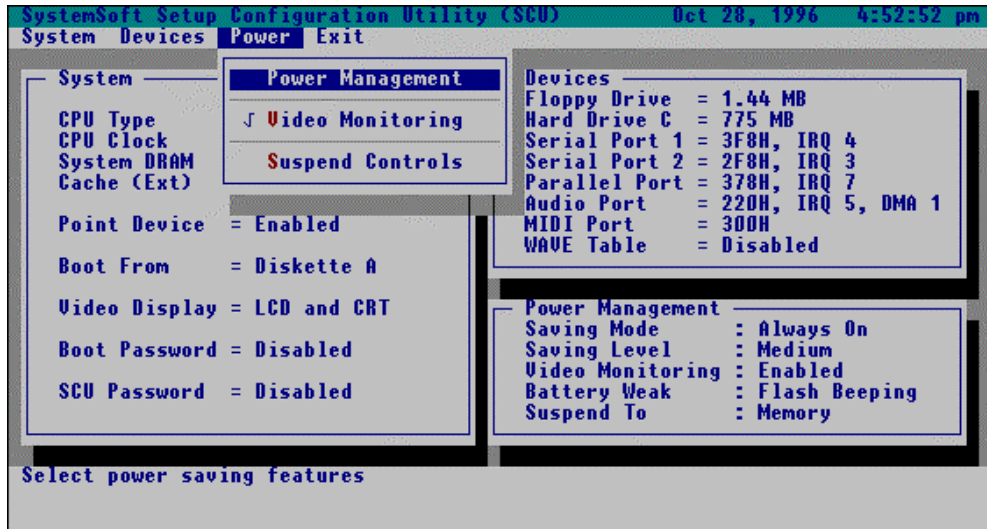 SystemSoft Setup Configuration Utility (SCU) Oct 28, 1996 4:52:52 pm
System Devices Power Exit
Power Management
√ Video Monitoring
Suspend Controls
System
CPU Type
CPU Clock
System DRAM
Cache (Ext)
Point Device = Enabled
Boot From = Diskette A
Video Display = LCD and CRT
Boot Password = Disabled
SCU Password = Disabled
Devices
Floppy Drive = 1.44 MB
Hard Drive C = 775 MB
Serial Port 1 = 3F8H, IRQ 4
Serial Port 2 = 2F8H, IRQ 3
Parallel Port = 378H, IRQ 7
Audio Port = 220H, IRQ 5, DMA 1
MIDI Port = 300H
WAVE Table = Disabled
Power Management
Saving Mode : Always On
Saving Level : Medium
Video Monitoring : Enabled
Battery Weak : Flash Beeping
Suspend To : Memory
Select power saving features